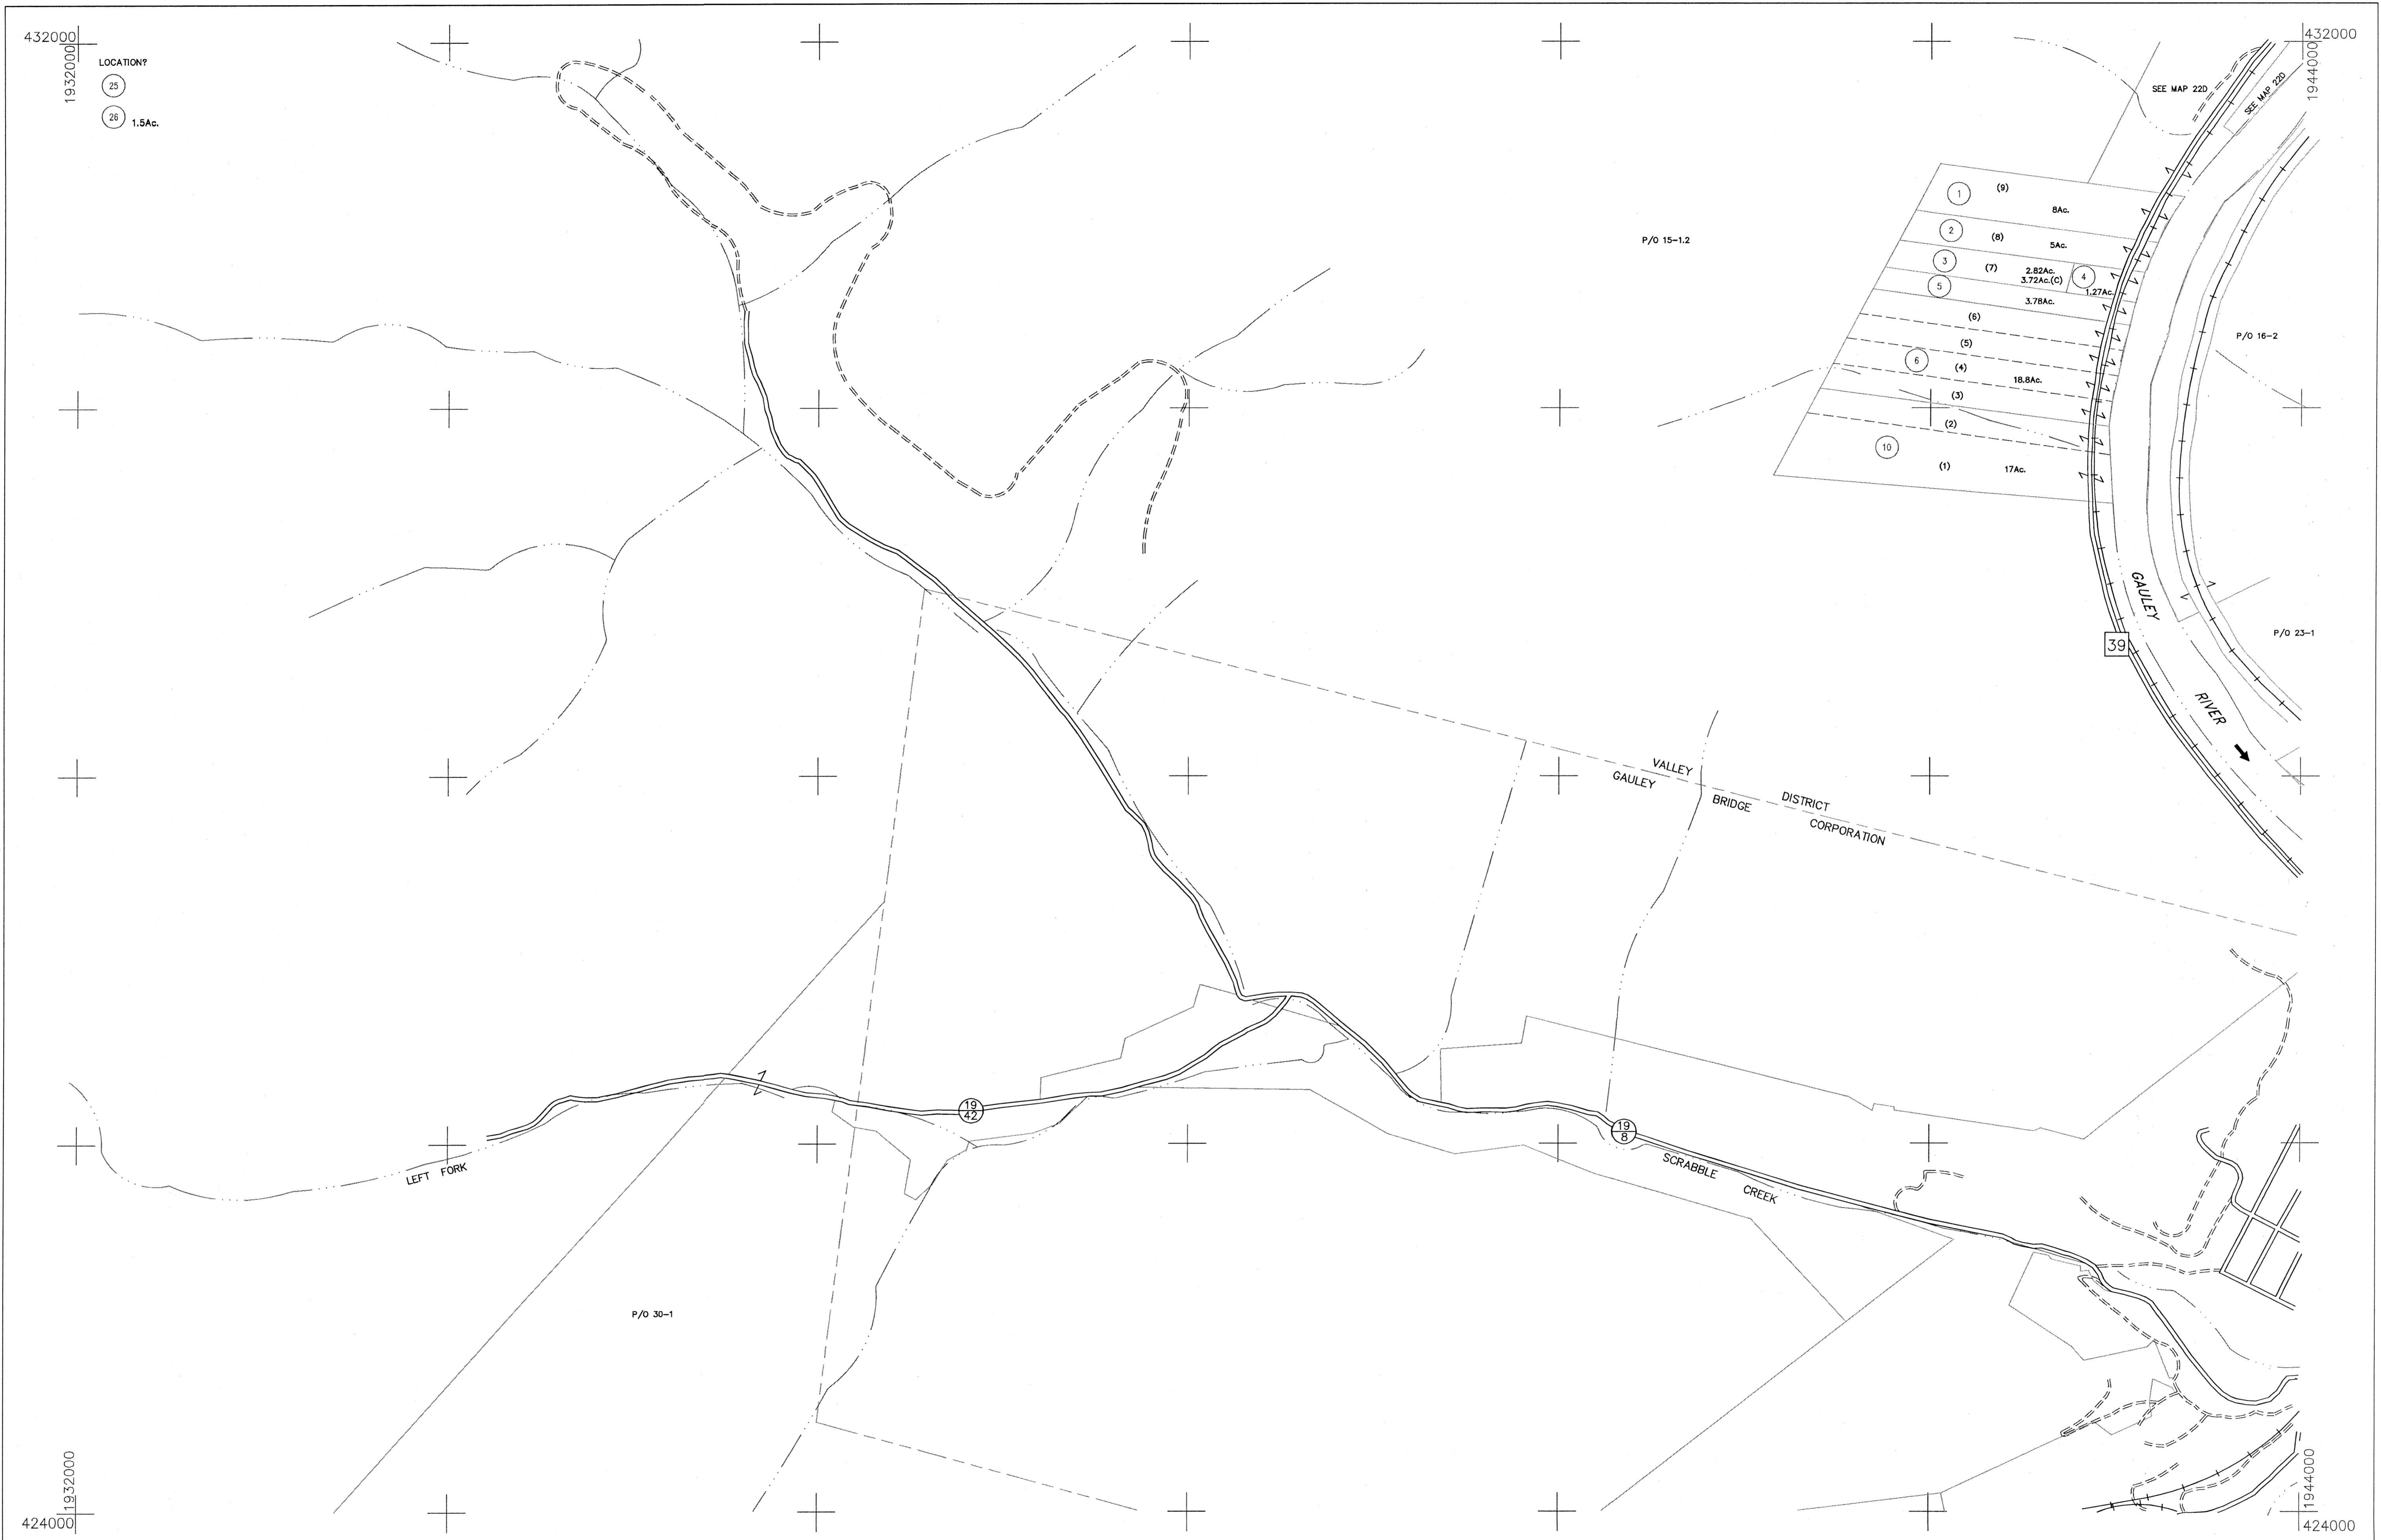 432000
1932000
LOCATION?
25
26 1.5Ac.
432000
1944000
SEE MAP 22D
SEE MAP 22D
1 (9) 8Ac.
2 (8) 5Ac.
3 (7) 2.82Ac.
3.72Ac.(C)
4 1.27Ac.
5 3.78Ac.
(6)
(5)
6 (4) 18.8Ac.
(3)
(2)
10 (1) 17Ac.
P/O 15-1.2
P/O 16-2
P/O 23-1
GAULEY RIVER
39
VALLEY DISTRICT
GAULEY BRIDGE CORPORATION
19
42
19
8
LEFT FORK
SCRABBLE CREEK
P/O 30-1
1932000
424000
1944000
424000